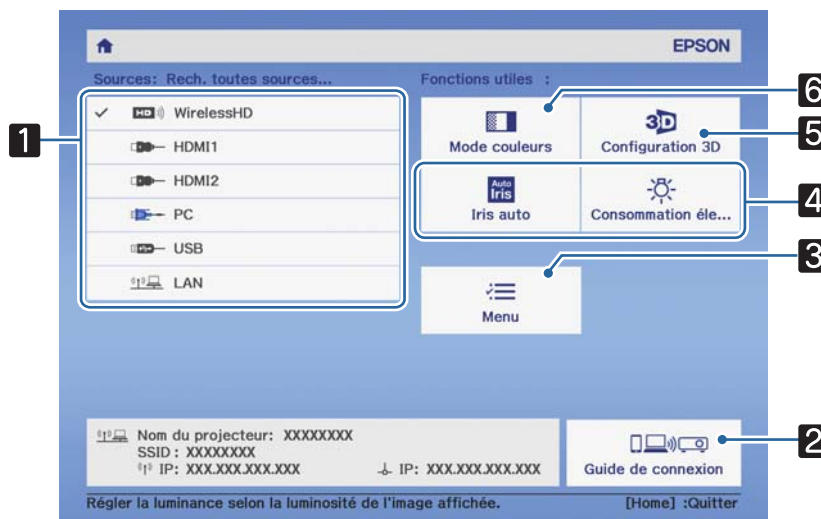 EPSON
Sources: Rech. toutes sources...
Fonctions utiles :
1
WirelessHD
HDMI1
HDMI2
PC
USB
LAN
Mode couleurs
6
3D
Configuration 3D
5
Auto Iris
Iris auto
Consommation éle...
4
3
Menu
Nom du projecteur: XXXXXXXX
SSID : XXXXXXXX
IP: XXX.XXX.XXX.XXX
IP: XXX.XXX.XXX.XXX
Guide de connexion
2
Régler la luminance selon la luminosité de l'image affichée.
[Home] :Quitter